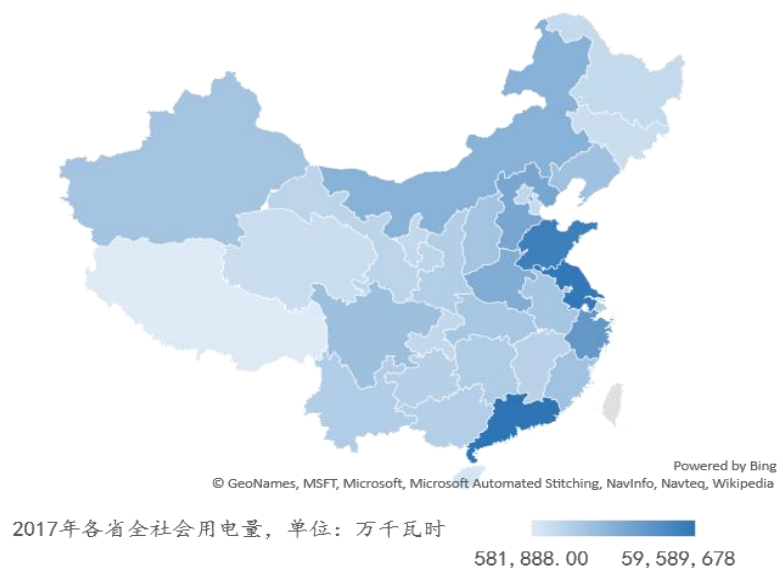 Powered by Bing
© GeoNames, MSFT, Microsoft, Microsoft Automated Stitching, NavInfo, Navteq, Wikipedia
2017年各省全社会用电量，单位：万千瓦时
581,888.00 59,589,678